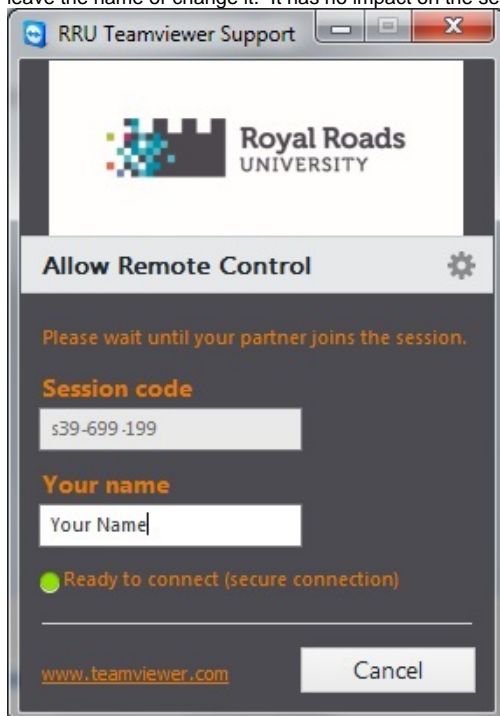 leave the name or change it. It has no impact on the se
RRU Teamviewer Support
Royal Roads
UNIVERSITY
Allow Remote Control
Please wait until your partner joins the session.
Session code
s39-699-199
Your name
Your Name
Ready to connect (secure connection)
www.teamviewer.com
Cancel